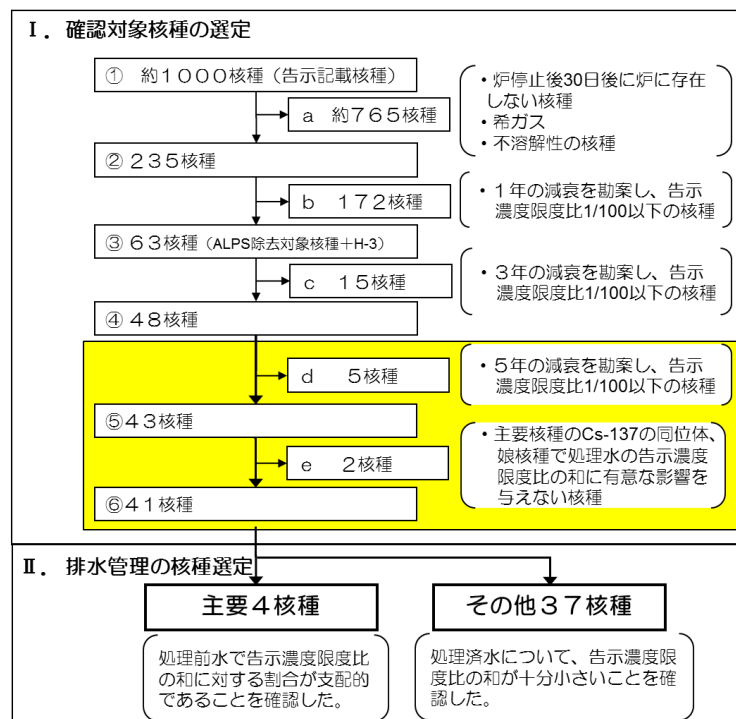 Ⅰ．確認対象核種の選定
① 約１０００核種（告示記載核種）
・炉停止後30日後に炉に存在
しない核種
・希ガス
・不溶解性の核種
a 約７６５核種
② ２３５核種
b １７２核種
・１年の減衰を勘案し、告示
濃度限度比1/100以下の核種
③ ６３核種（ALPS除去対象核種＋H-3）
c １５核種
・３年の減衰を勘案し、告示
濃度限度比1/100以下の核種
④ ４８核種
d ５核種
・５年の減衰を勘案し、告示
濃度限度比1/100以下の核種
⑤４３核種
e ２核種
・主要核種のCs-137の同位体、
娘核種で処理水の告示濃度
限度比の和に有意な影響を
与えない核種
⑥４１核種
Ⅱ．排水管理の核種選定
主要４核種
その他３７核種
処理前水で告示濃度限度比
の和に対する割合が支配的
であることを確認した。
処理済水について、告示濃度限
度比の和が十分小さいことを確
認した。